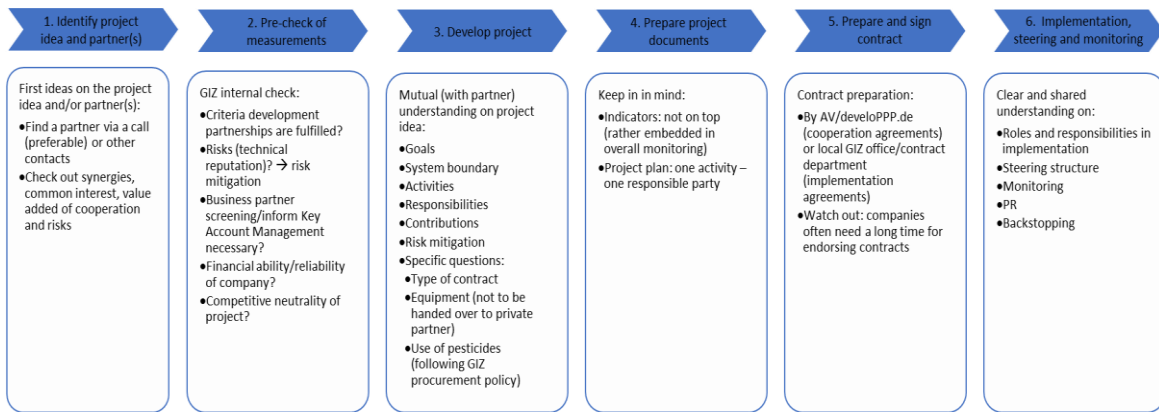 1. Identify project
idea and partner(s)
2. Pre-check of
measurements
3. Develop project
4. Prepare project
documents
5. Prepare and sign
contract
6. Implementation,
steering and monitoring
First ideas on the project
idea and/or partner(s):
•Find a partner via a call
(preferable) or other
contacts
•Check out synergies,
common interest, value
added of cooperation
and risks
GIZ internal check:
•Criteria development
partnerships are fulfilled?
•Risks (technical
reputation)? → risk
mitigation
•Business partner
screening/inform Key
Account Management
necessary?
•Financial ability/reliability
of company?
•Competitive neutrality of
project?
Mutual (with partner)
understanding on project
idea:
•Goals
•System boundary
•Activities
•Responsibilities
•Contributions
•Risk mitigation
•Specific questions:
•Type of contract
•Equipment (not to be
handed over to private
partner)
•Use of pesticides
(following GIZ
procurement policy)
Keep in in mind:
•Indicators: not on top
(rather embedded in
overall monitoring)
•Project plan: one activity –
one responsible party
Contract preparation:
•By AV/develoPPP.de
(cooperation agreements)
or local GIZ office/contract
department
(implementation
agreements)
•Watch out: companies
often need a long time for
endorsing contracts
Clear and shared
understanding on:
•Roles and responsibilities in
implementation
•Steering structure
•Monitoring
•PR
•Backstopping